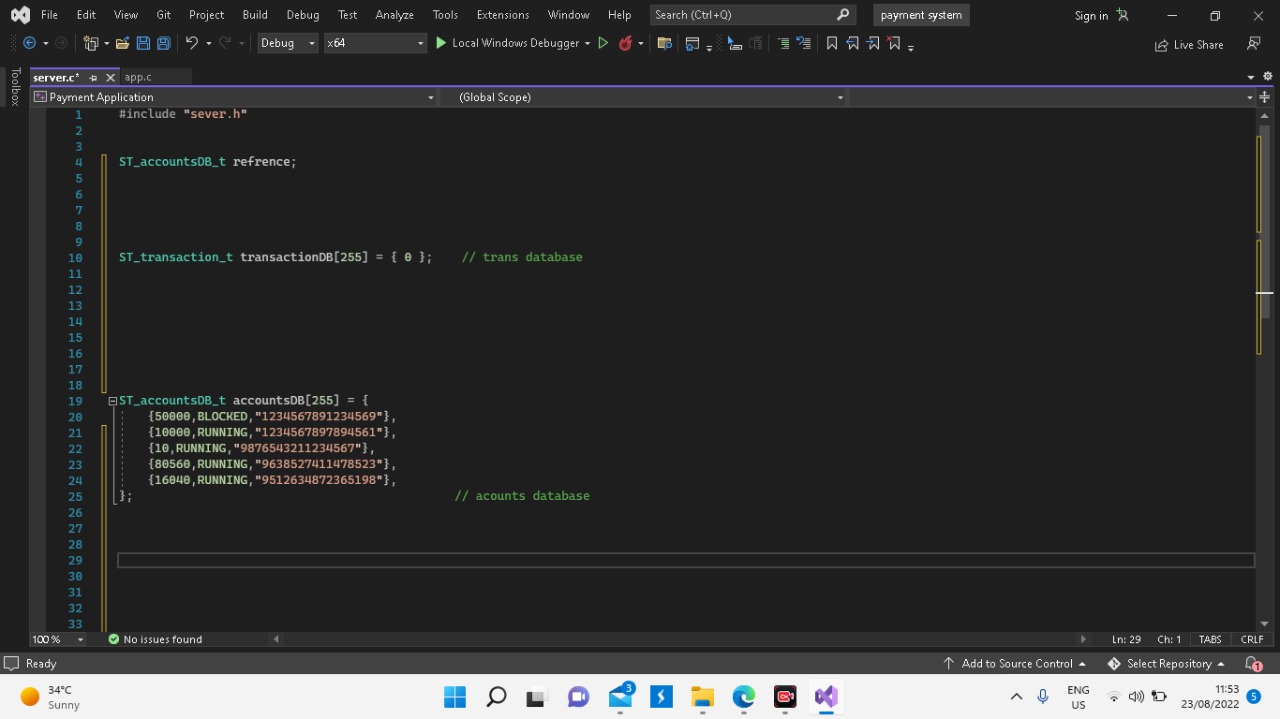 File Edit View Git Project Build Debug Test Analyze Tools Extensions Window Help Search (Ctrl+Q) payment system Sign in
Debug x64 Local Windows Debugger Live Share
Toolbox
server.c* app.c
Payment Application (Global Scope)
1 #include "sever.h"
2
3
4 ST_accountsDB_t refrence;
5
6
7
8
9
10 ST_transaction_t transactionDB[255] = { 0 }; // trans database
11
12
13
14
15
16
17
18
19 ST_accountsDB_t accountsDB[255] = {
20 {50000,BLOCKED,"1234567891234569"},
21 {10000,RUNNING,"1234567897894561"},
22 {10,RUNNING,"9876543211234567"},
23 {80560,RUNNING,"9638527411478523"},
24 {16040,RUNNING,"9512634872365198"},
25 }; // acounts database
26
27
28
29
30
31
32
33
100 % No issues found Ln: 29 Ch: 1 TABS CRLF
Ready Add to Source Control Select Repository 1
34°C
Sunny
3
ENG
US
11:53
23/08/2022
5